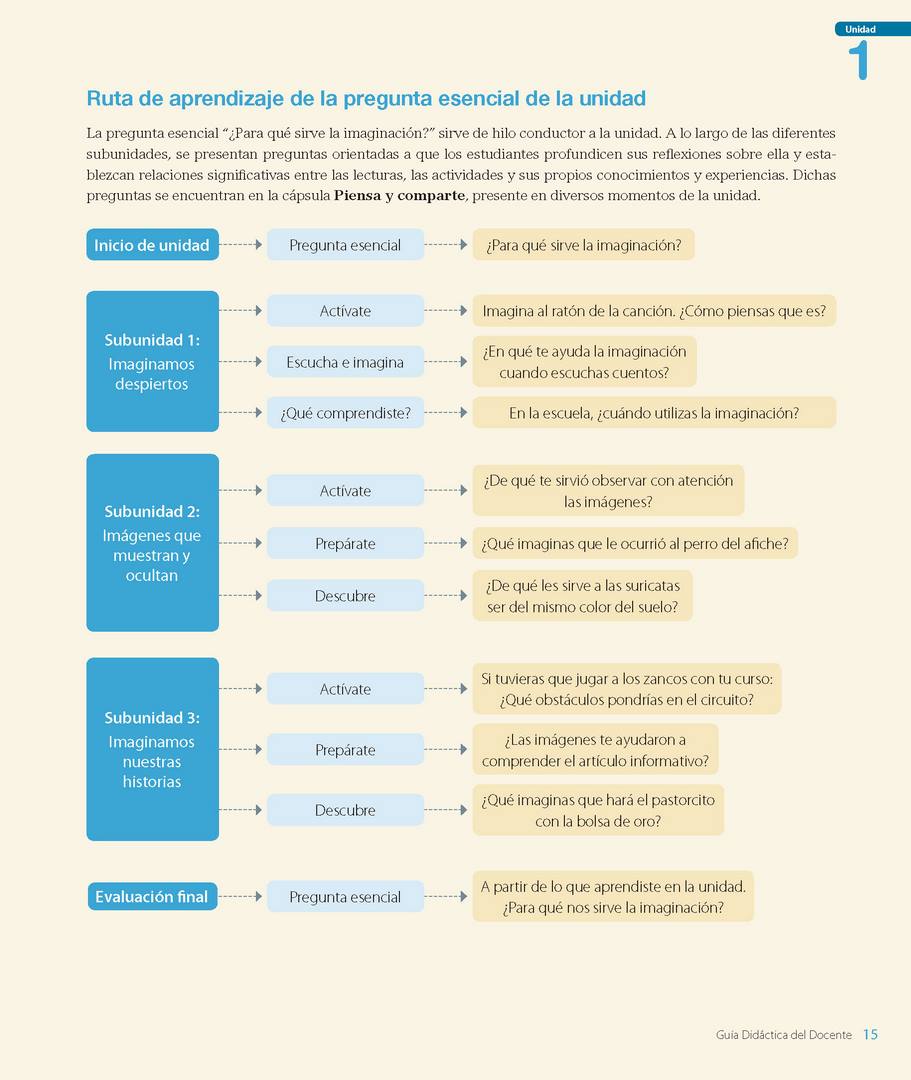 Unidad
1
Ruta de aprendizaje de la pregunta esencial de la unidad
La pregunta esencial “¿Para qué sirve la imaginación?” sirve de hilo conductor a la unidad. A lo largo de las diferentes
subunidades, se presentan preguntas orientadas a que los estudiantes profundicen sus reflexiones sobre ella y esta-
blezcan relaciones significativas entre las lecturas, las actividades y sus propios conocimientos y experiencias. Dichas
preguntas se encuentran en la cápsula Piensa y comparte, presente en diversos momentos de la unidad.
Inicio de unidad
Pregunta esencial
¿Para qué sirve la imaginación?
Subunidad 1:
Imaginamos
despiertos
Actívate
Imagina al ratón de la canción. ¿Cómo piensas que es?
Escucha e imagina
¿En qué te ayuda la imaginación
cuando escuchas cuentos?
¿Qué comprendiste?
En la escuela, ¿cuándo utilizas la imaginación?
Subunidad 2:
Imágenes que
muestran y
ocultan
Actívate
¿De qué te sirvió observar con atención
las imágenes?
Prepárate
¿Qué imaginas que le ocurrió al perro del afiche?
Descubre
¿De qué les sirve a las suricatas
ser del mismo color del suelo?
Subunidad 3:
Imaginamos
nuestras
historias
Actívate
Si tuvieras que jugar a los zancos con tu curso:
¿Qué obstáculos pondrías en el circuito?
Prepárate
¿Las imágenes te ayudaron a
comprender el artículo informativo?
Descubre
¿Qué imaginas que hará el pastorcito
con la bolsa de oro?
Evaluación final
Pregunta esencial
A partir de lo que aprendiste en la unidad.
¿Para qué nos sirve la imaginación?
Guía Didáctica del Docente 15